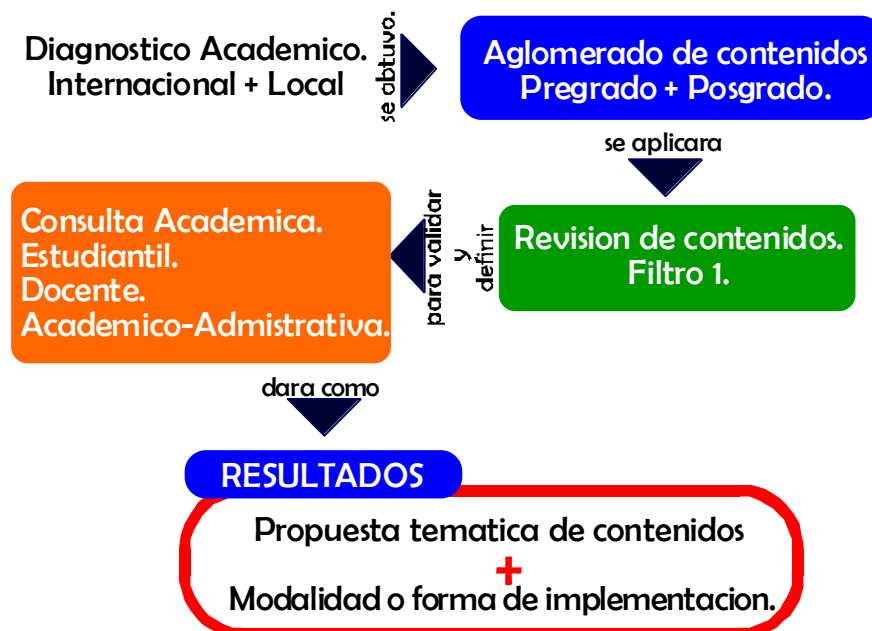 Diagnostico Academico.
Internacional + Local
se abtuvo.
Aglomerado de contenidos
Pregrado + Posgrado.
se aplicara
Revision de contenidos.
Filtro 1.
para validar
y
definir
Consulta Academica.
Estudiantil.
Docente.
Academico-Admistrativa.
dara como
RESULTADOS
Propuesta tematica de contenidos
+
Modalidad o forma de implementacion.